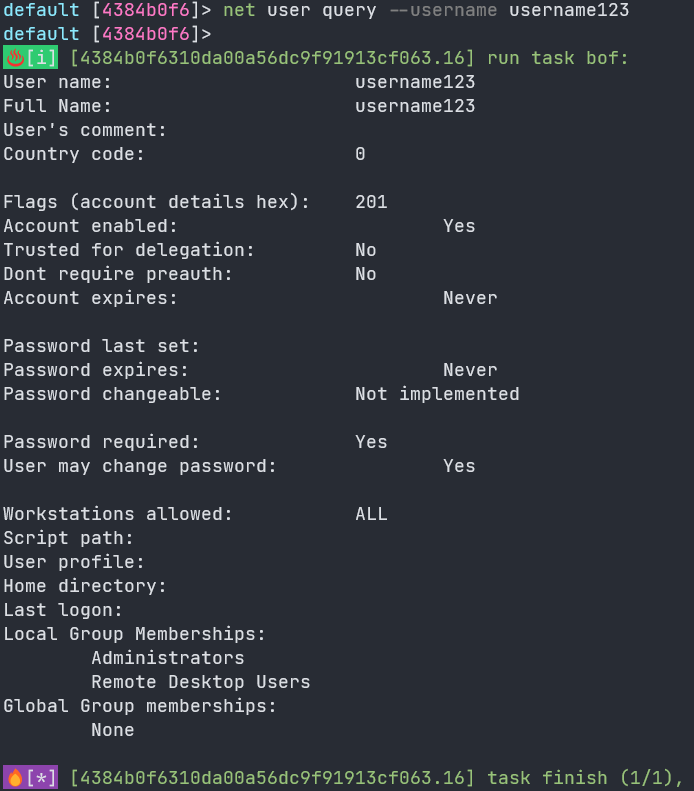 default [4384b0f6]> net user query --username username123
default [4384b0f6]>
[i] [4384b0f6310da00a56dc9f91913cf063.16] run task bof:
User name: username123
Full Name: username123
User's comment:
Country code: 0
Flags (account details hex): 201
Account enabled: Yes
Trusted for delegation: No
Dont require preauth: No
Account expires: Never
Password last set:
Password expires: Never
Password changeable: Not implemented
Password required: Yes
User may change password: Yes
Workstations allowed: ALL
Script path:
User profile:
Home directory:
Last logon:
Local Group Memberships:
Administrators
Remote Desktop Users
Global Group memberships:
None
[*] [4384b0f6310da00a56dc9f91913cf063.16] task finish (1/1),